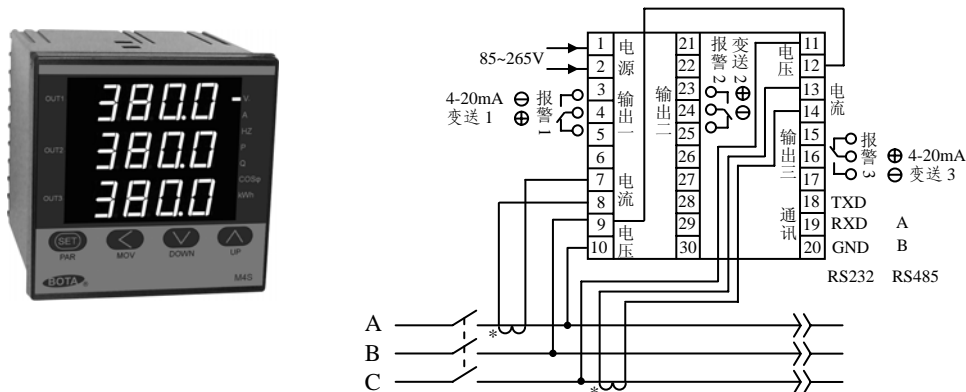 OUT1
380.0
V
A
HZ
OUT2
380.0
P
Q
COSφ
OUT3
380.0
kWh
SET
PAR
<
MOV
∨
DOWN
∧
UP
BOTA
M4S
85~265V
1
2
电源
3
4
5
6
输出一
报警1
4-20mA ⊖
变送 1 ⊕
7
8
电流
9
10
电压
21
22
23
24
25
26
27
28
29
30
输出二
报警2
变送2
⊕
⊖
11
12
电压
13
14
电流
15
16
17
输出三
报警3
⊕ 4-20mA
⊖ 变送 3
18 TXD
19 RXD A
20 GND B
通讯
RS232 RS485
A
*
B
C
*